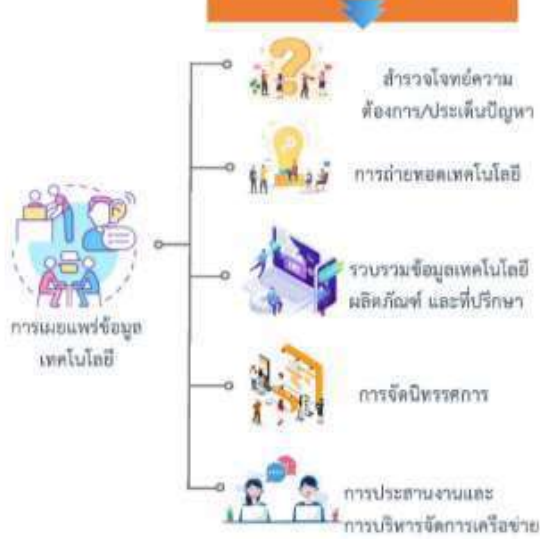 สำรวจโจทย์ความ
ต้องการ/ประเด็นปัญหา
การถ่ายทอดเทคโนโลยี
รวบรวมข้อมูลเทคโนโลยี
ผลิตภัณฑ์ และที่ปรึกษา
การเผยแพร่ข้อมูล
เทคโนโลยี
การจัดนิทรรศการ
การประสานงานและ
การบริหารจัดการเครือข่าย